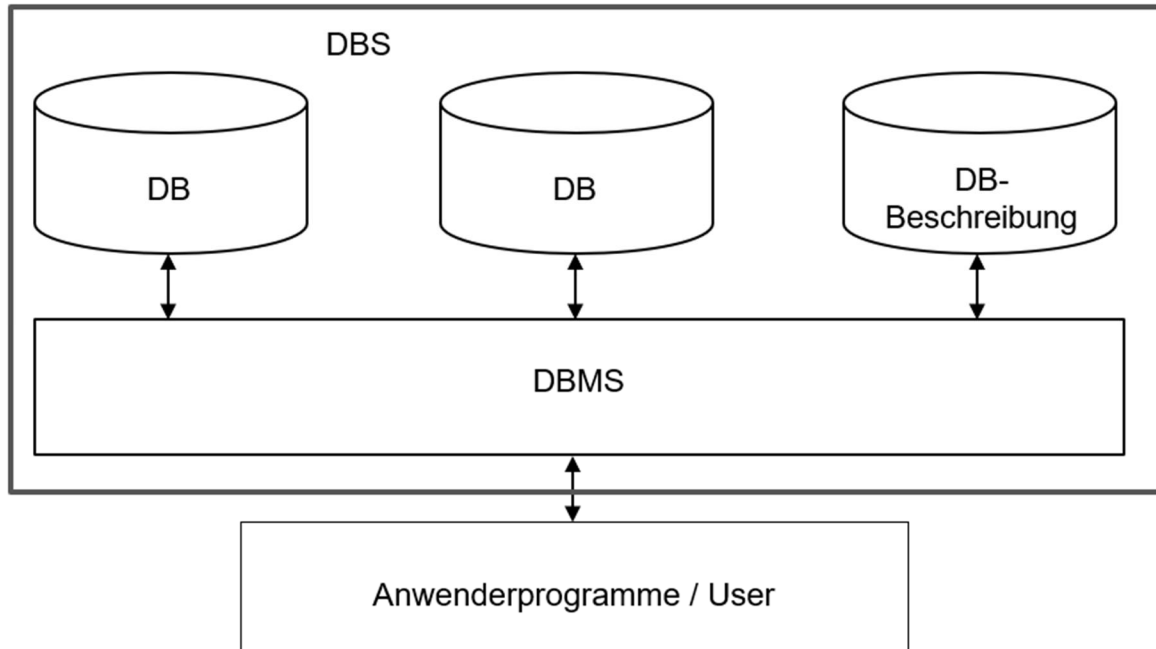 DBS
DB
DB
DB-
Beschreibung
DBMS
Anwenderprogramme / User